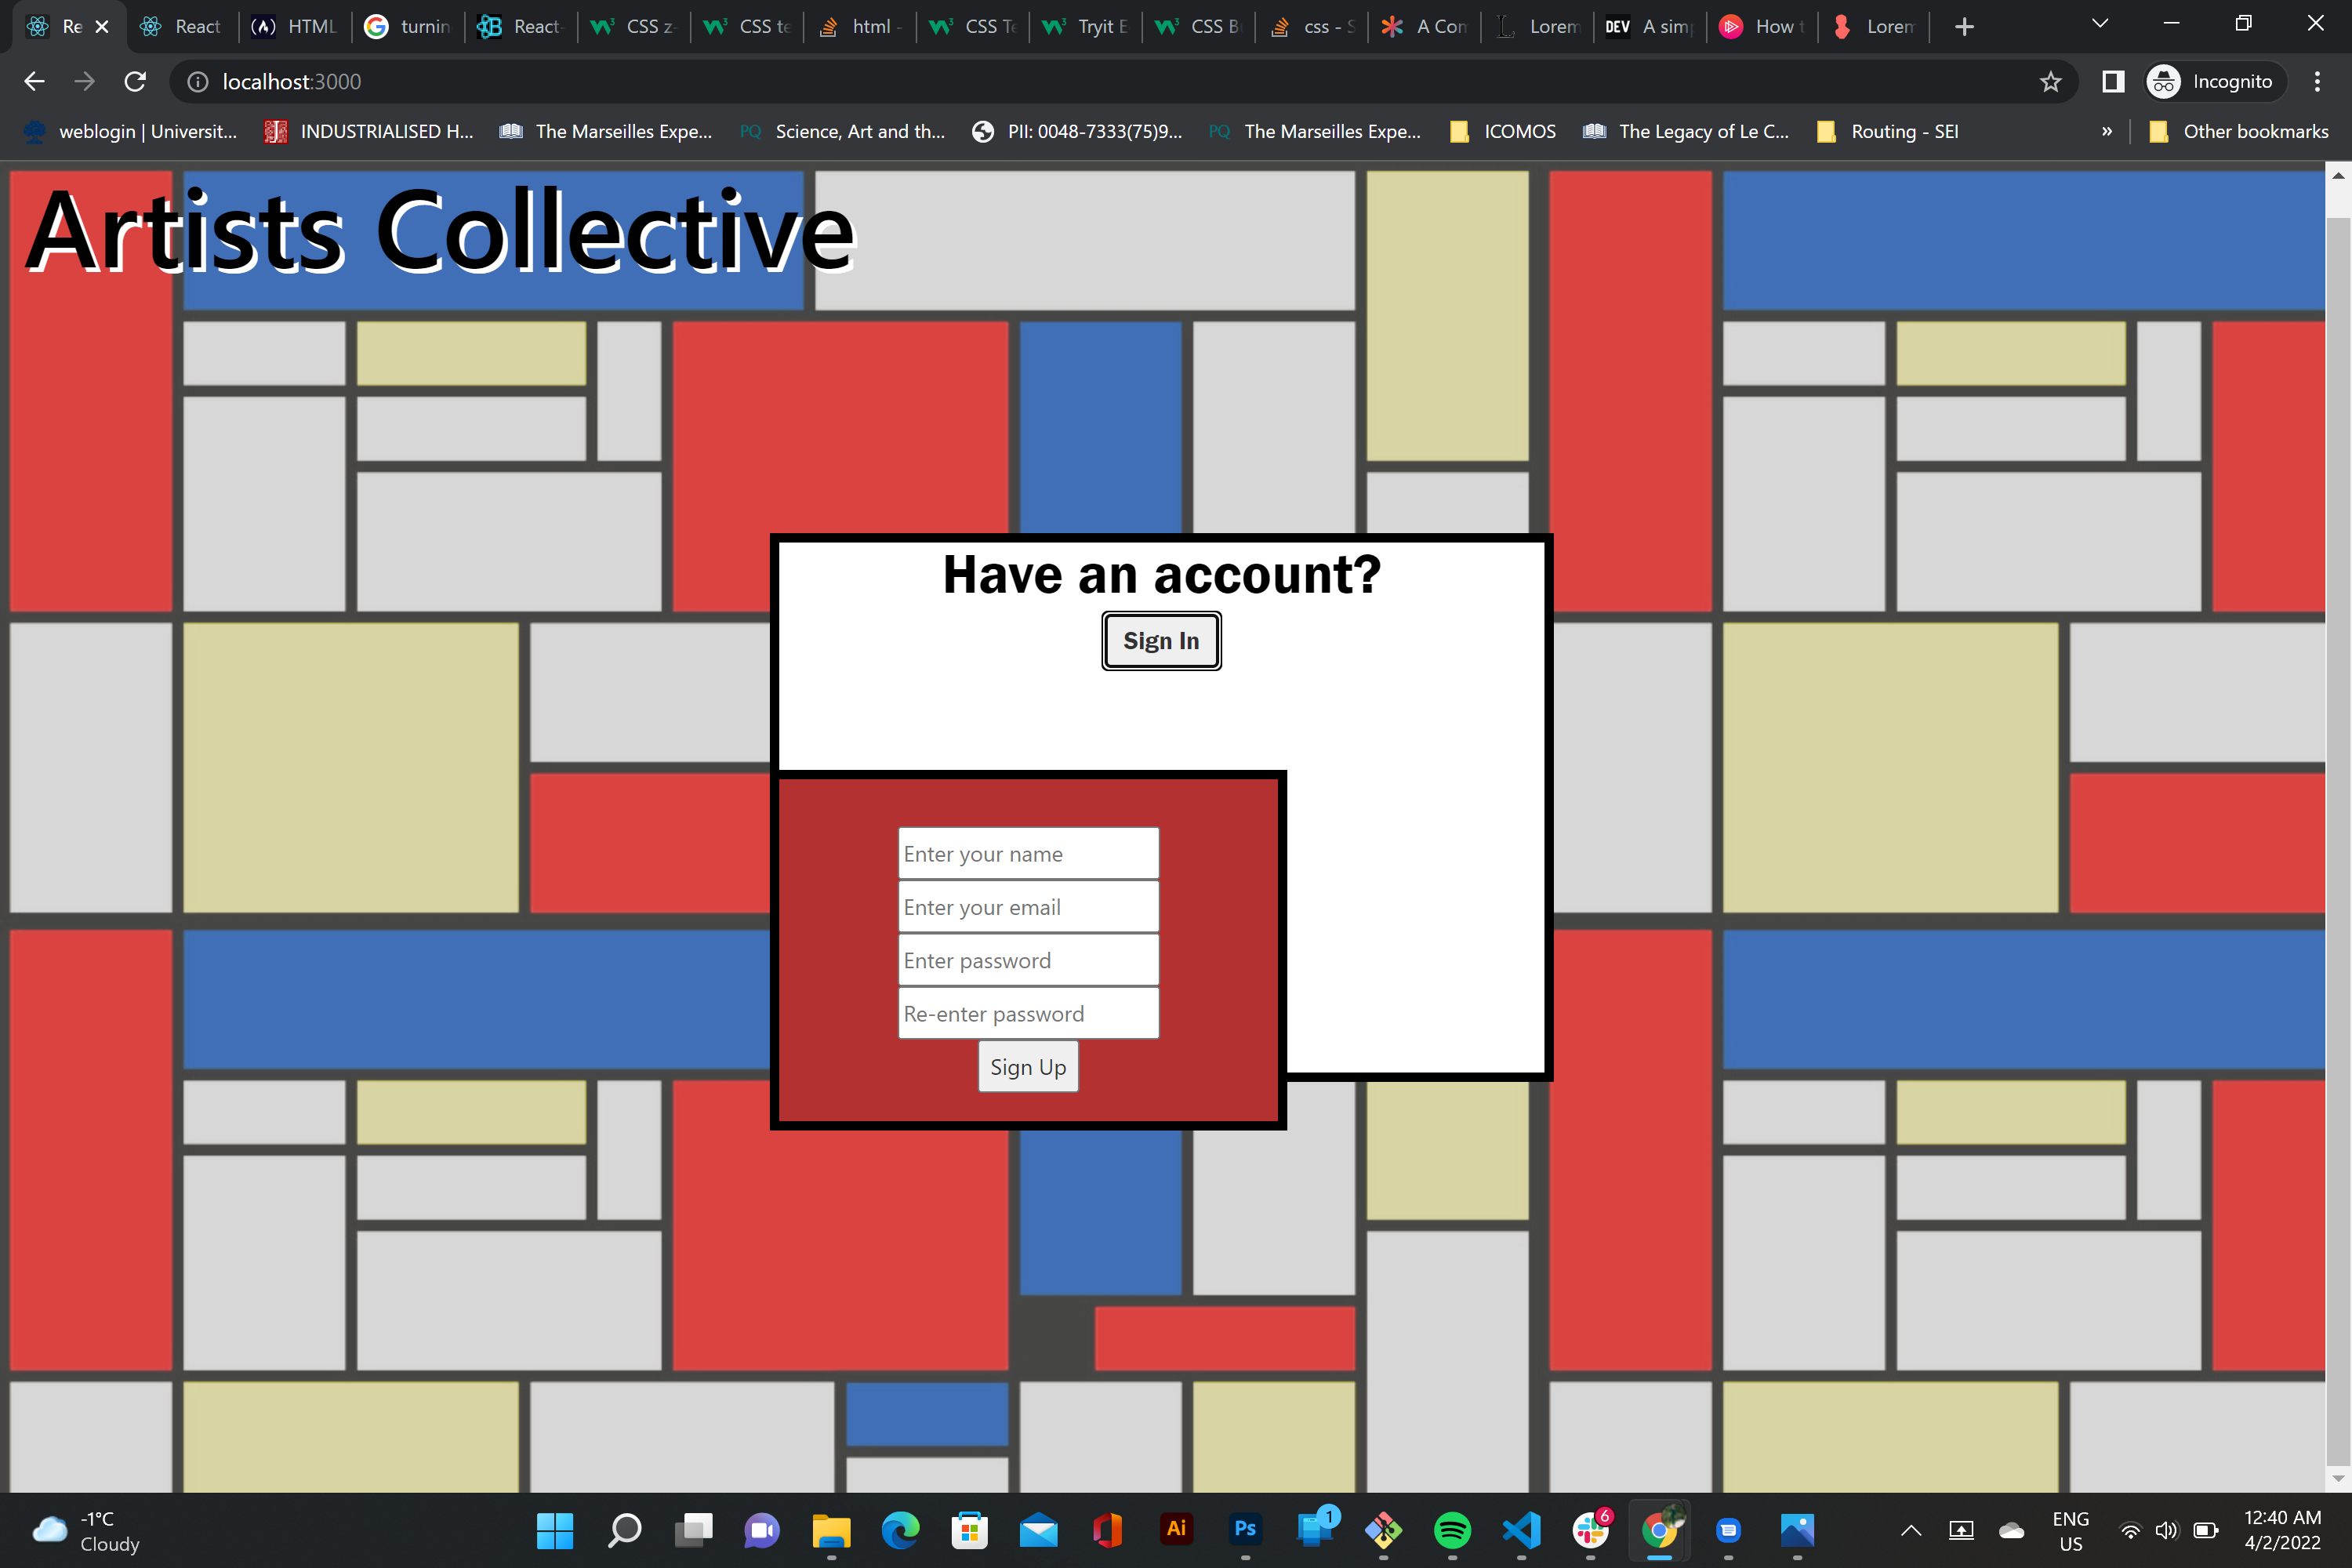 Re
React
HTML
turnin
React-
CSS z-
CSS te
html -
CSS Te
Tryit E
CSS B
css - S
A Con
L
Lorem
DEV
A sim
How t
Lorem
localhost:3000
Incognito
weblogin | Universit...
INDUSTRIALISED H...
The Marseilles Expe...
PQ
Science, Art and th...
PII: 0048-7333(75)9...
PQ
The Marseilles Expe...
ICOMOS
The Legacy of Le C...
Routing - SEI
»
Other bookmarks
Artists Collective
Have an account?
Sign In
Enter your name
Enter your email
Enter password
Re-enter password
Sign Up
-1°C
Cloudy
Ai
Ps
1
6
ENG
US
12:40 AM
4/2/2022